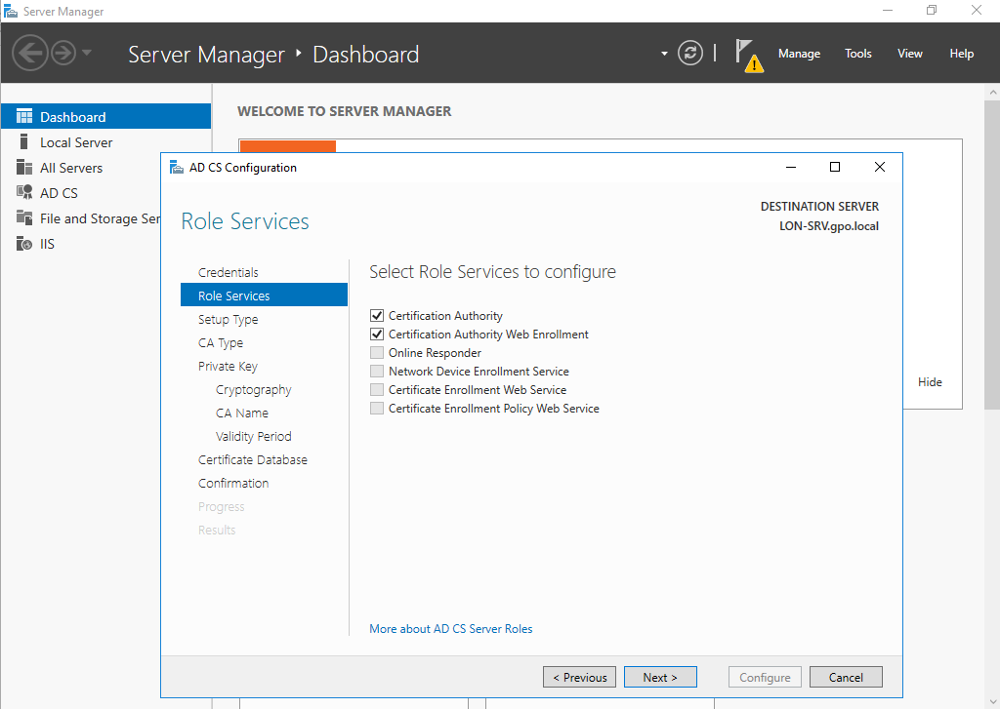 Server Manager
Server Manager ‣ Dashboard
Manage Tools View Help
Dashboard
Local Server
All Servers
AD CS
File and Storage Ser
IIS
WELCOME TO SERVER MANAGER
Hide
AD CS Configuration
Role Services
DESTINATION SERVER
LON-SRV.gpo.local
Credentials
Role Services
Setup Type
CA Type
Private Key
Cryptography
CA Name
Validity Period
Certificate Database
Confirmation
Progress
Results
Select Role Services to configure
Certification Authority
Certification Authority Web Enrollment
Online Responder
Network Device Enrollment Service
Certificate Enrollment Web Service
Certificate Enrollment Policy Web Service
More about AD CS Server Roles
< Previous Next > Configure Cancel